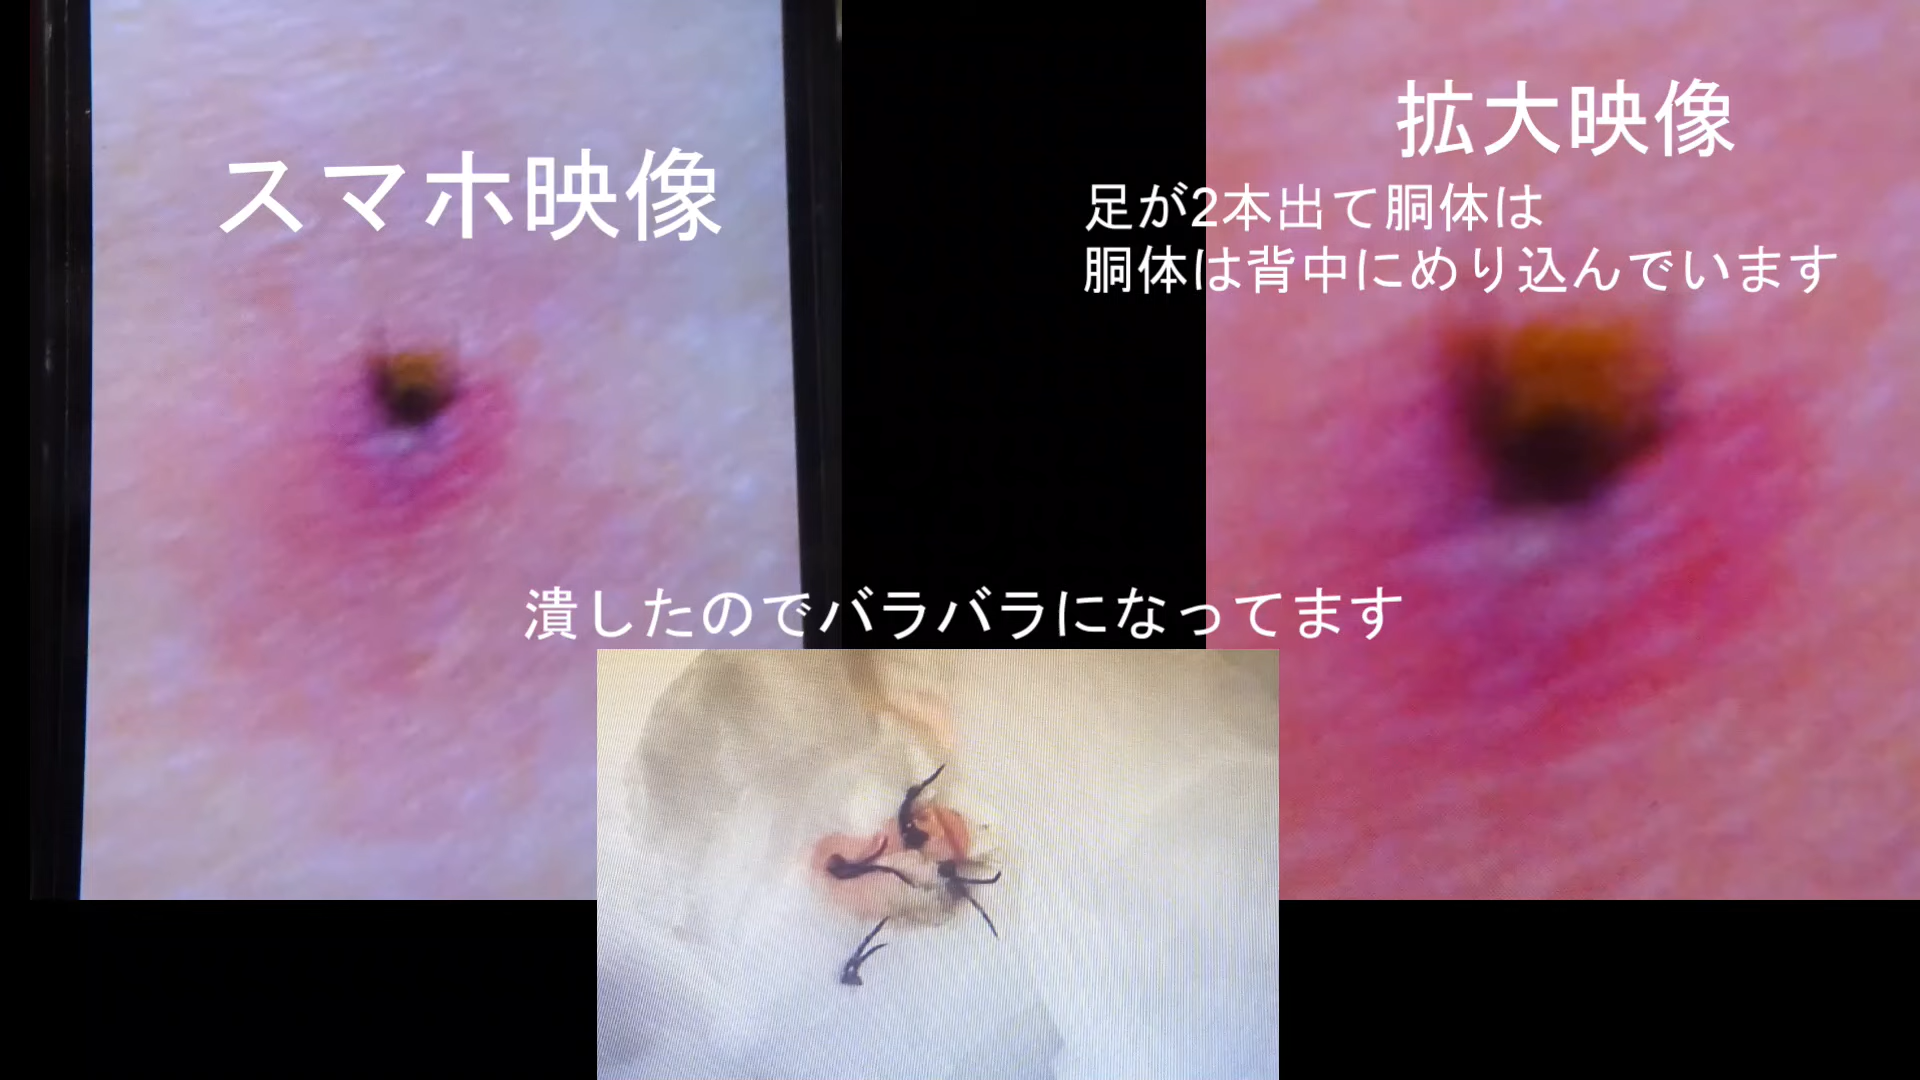 スマホ映像
拡大映像
足が2本出て胴体は
胴体は背中にめり込んでいます
潰したのでバラバラになってます